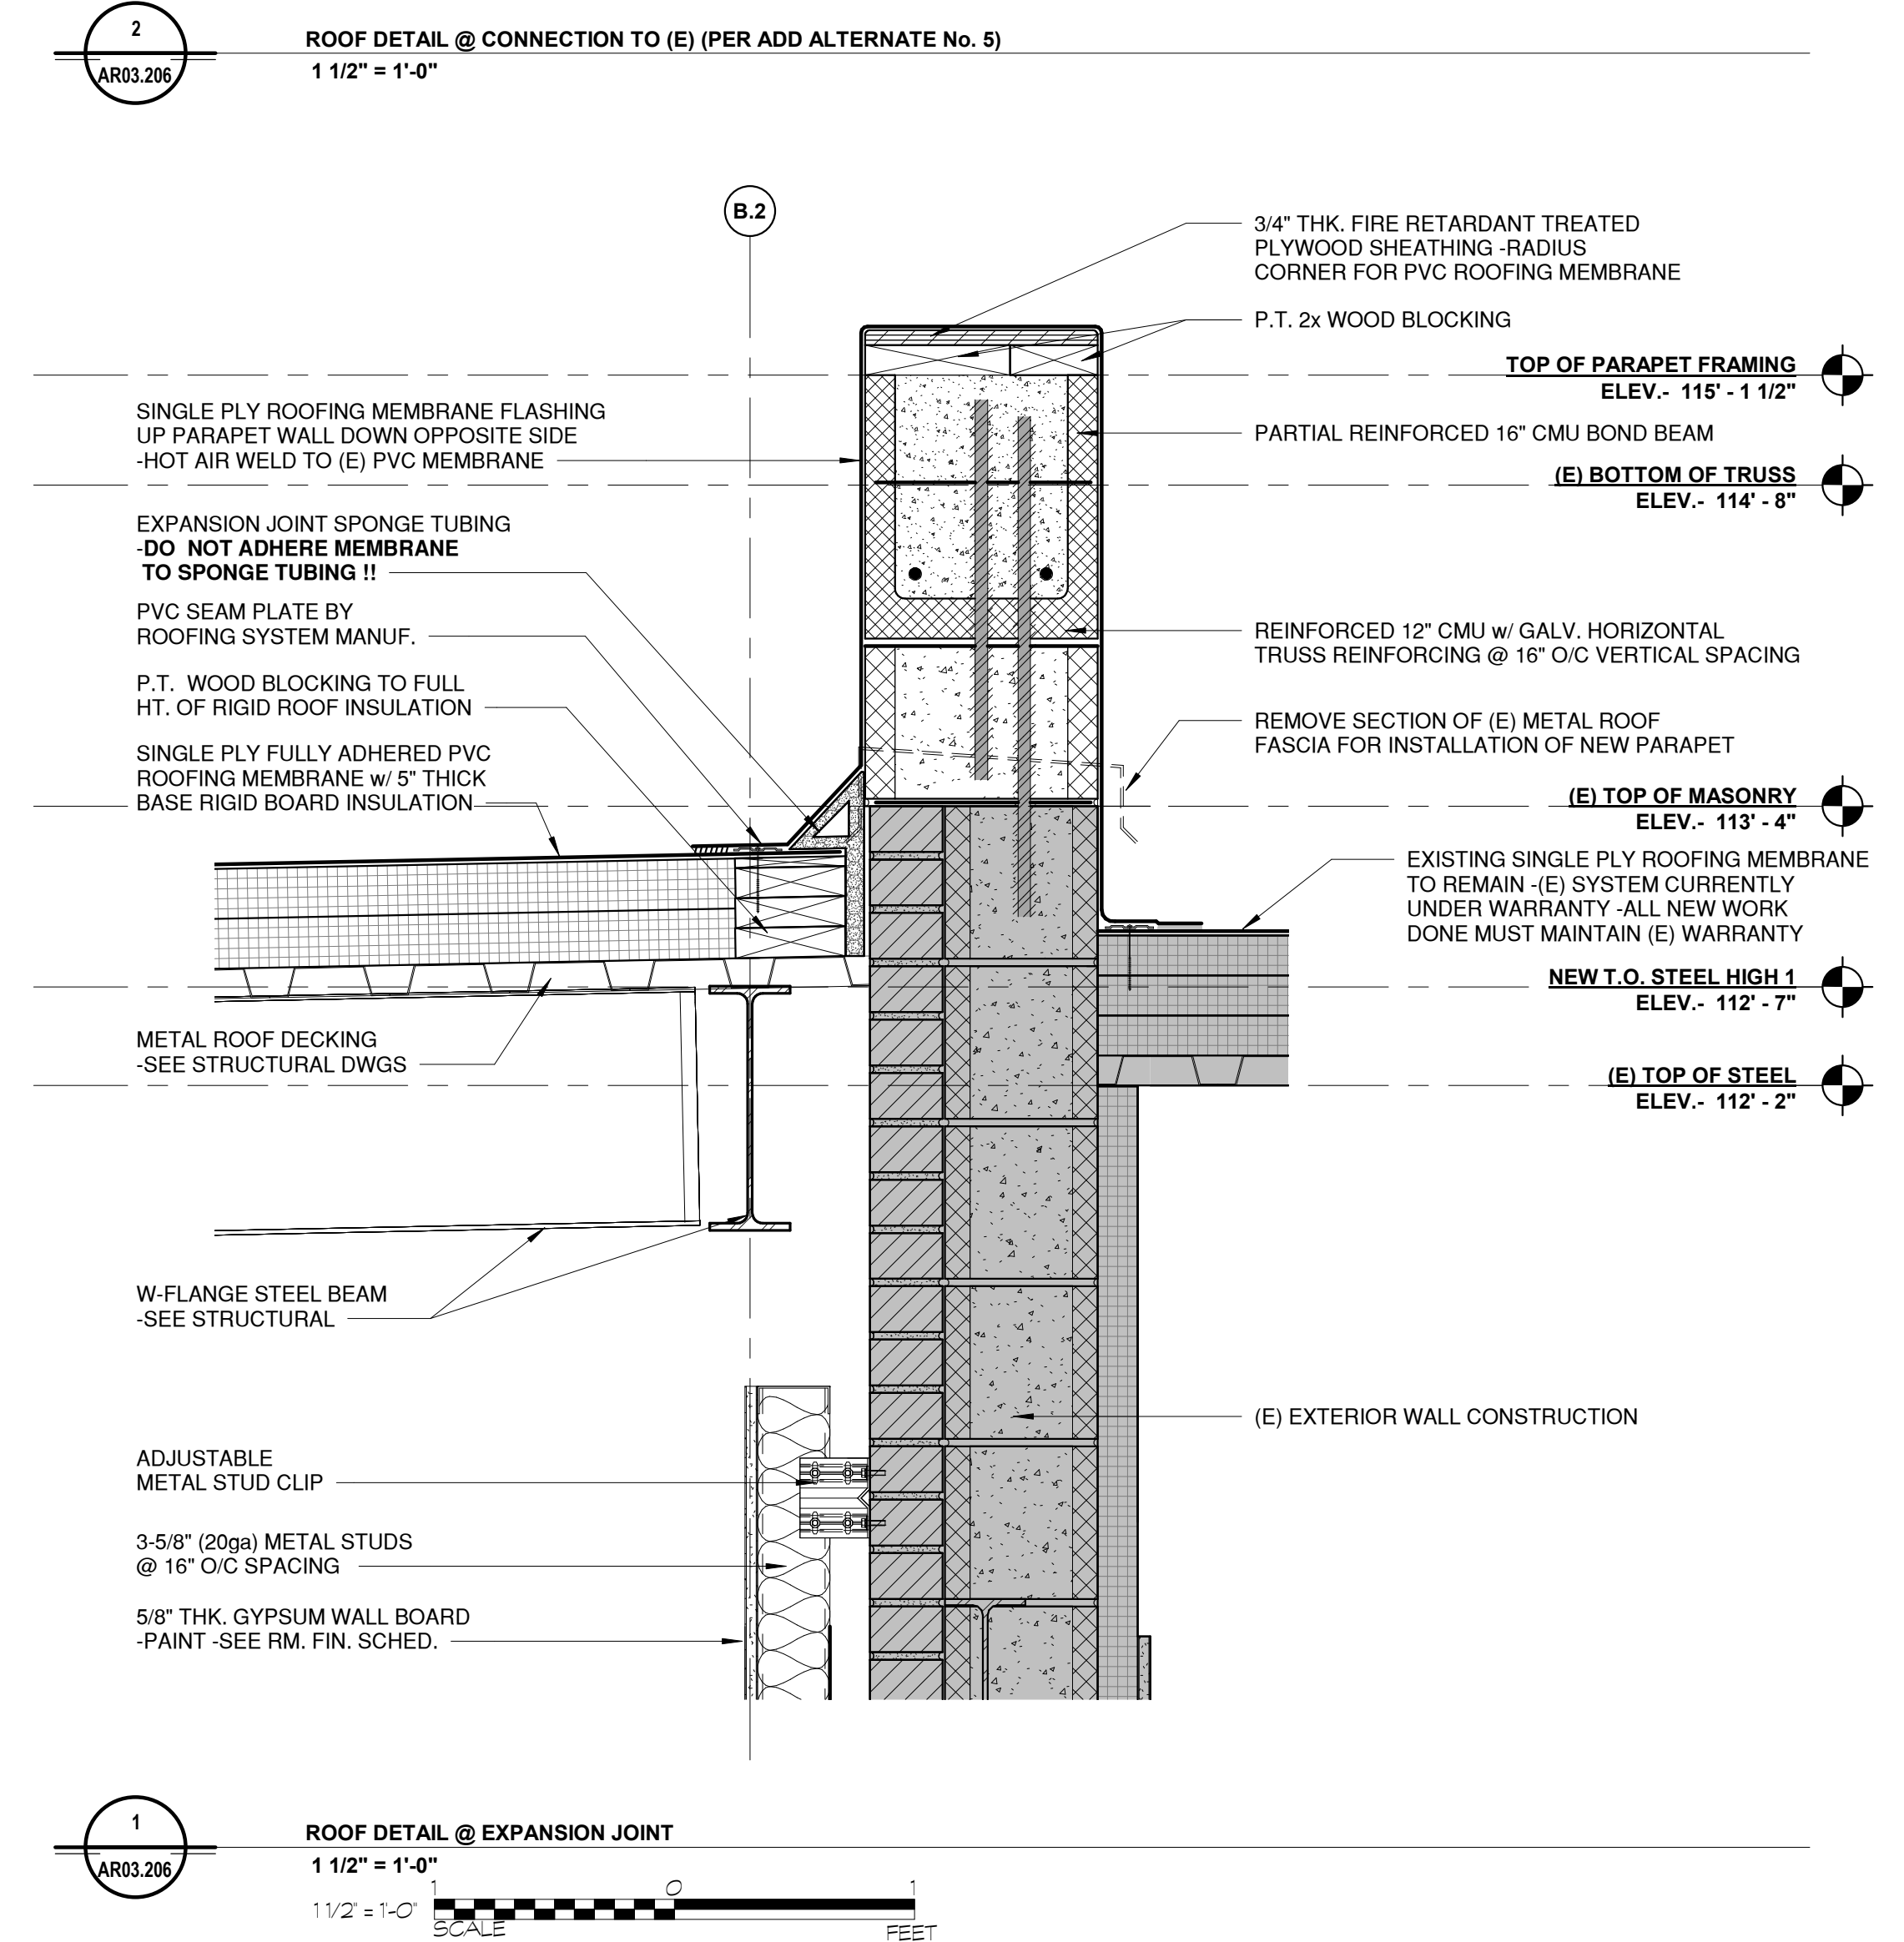 2
AR03.206
ROOF DETAIL @ CONNECTION TO (E) (PER ADD ALTERNATE No. 5)
1 1/2" = 1'-0"
B.2
3/4" THK. FIRE RETARDANT TREATED
PLYWOOD SHEATHING -RADIUS
CORNER FOR PVC ROOFING MEMBRANE
P.T. 2x WOOD BLOCKING
TOP OF PARAPET FRAMING
ELEV.- 115' - 1 1/2"
PARTIAL REINFORCED 16" CMU BOND BEAM
(E) BOTTOM OF TRUSS
ELEV.- 114' - 8"
REINFORCED 12" CMU w/ GALV. HORIZONTAL
TRUSS REINFORCING @ 16" O/C VERTICAL SPACING
REMOVE SECTION OF (E) METAL ROOF
FASCIA FOR INSTALLATION OF NEW PARAPET
(E) TOP OF MASONRY
ELEV.- 113' - 4"
EXISTING SINGLE PLY ROOFING MEMBRANE
TO REMAIN -(E) SYSTEM CURRENTLY
UNDER WARRANTY -ALL NEW WORK
DONE MUST MAINTAIN (E) WARRANTY
NEW T.O. STEEL HIGH 1
ELEV.- 112' - 7"
(E) TOP OF STEEL
ELEV.- 112' - 2"
(E) EXTERIOR WALL CONSTRUCTION
SINGLE PLY ROOFING MEMBRANE FLASHING
UP PARAPET WALL DOWN OPPOSITE SIDE
-HOT AIR WELD TO (E) PVC MEMBRANE
EXPANSION JOINT SPONGE TUBING
-DO NOT ADHERE MEMBRANE
TO SPONGE TUBING !!
PVC SEAM PLATE BY
ROOFING SYSTEM MANUF.
P.T. WOOD BLOCKING TO FULL
HT. OF RIGID ROOF INSULATION
SINGLE PLY FULLY ADHERED PVC
ROOFING MEMBRANE w/ 5" THICK
BASE RIGID BOARD INSULATION
METAL ROOF DECKING
-SEE STRUCTURAL DWGS
W-FLANGE STEEL BEAM
-SEE STRUCTURAL
ADJUSTABLE
METAL STUD CLIP
3-5/8" (20ga) METAL STUDS
@ 16" O/C SPACING
5/8" THK. GYPSUM WALL BOARD
-PAINT -SEE RM. FIN. SCHED.
1
AR03.206
ROOF DETAIL @ EXPANSION JOINT
1 1/2" = 1'-0"
1 0 1
1 1/2" = 1'-0"
SCALE FEET